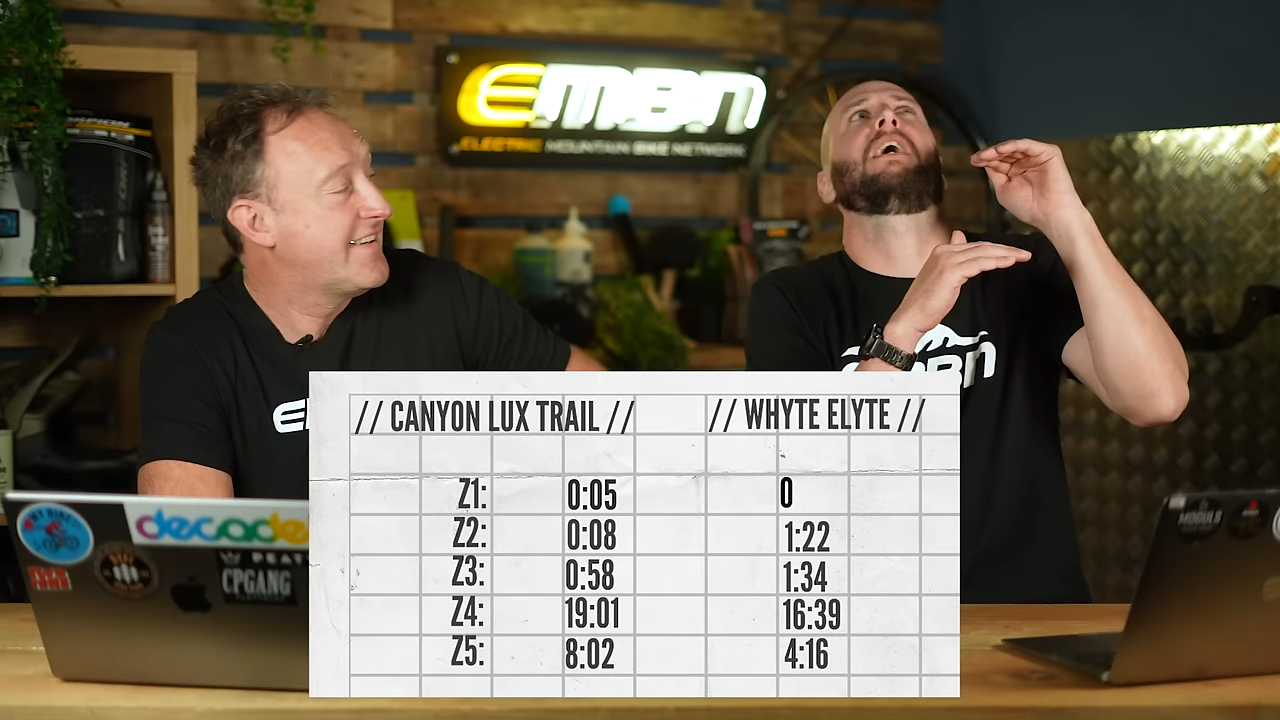 EMBN
ELECTRIC MOUNTAIN BIKE NETWORK
// CANYON LUX TRAIL // // WHYTE ELYTE //
Z1: 0:05 0
Z2: 0:08 1:22
Z3: 0:58 1:34
Z4: 19:01 16:39
Z5: 8:02 4:16
decade
PEAT
CPGANG
MOGULS